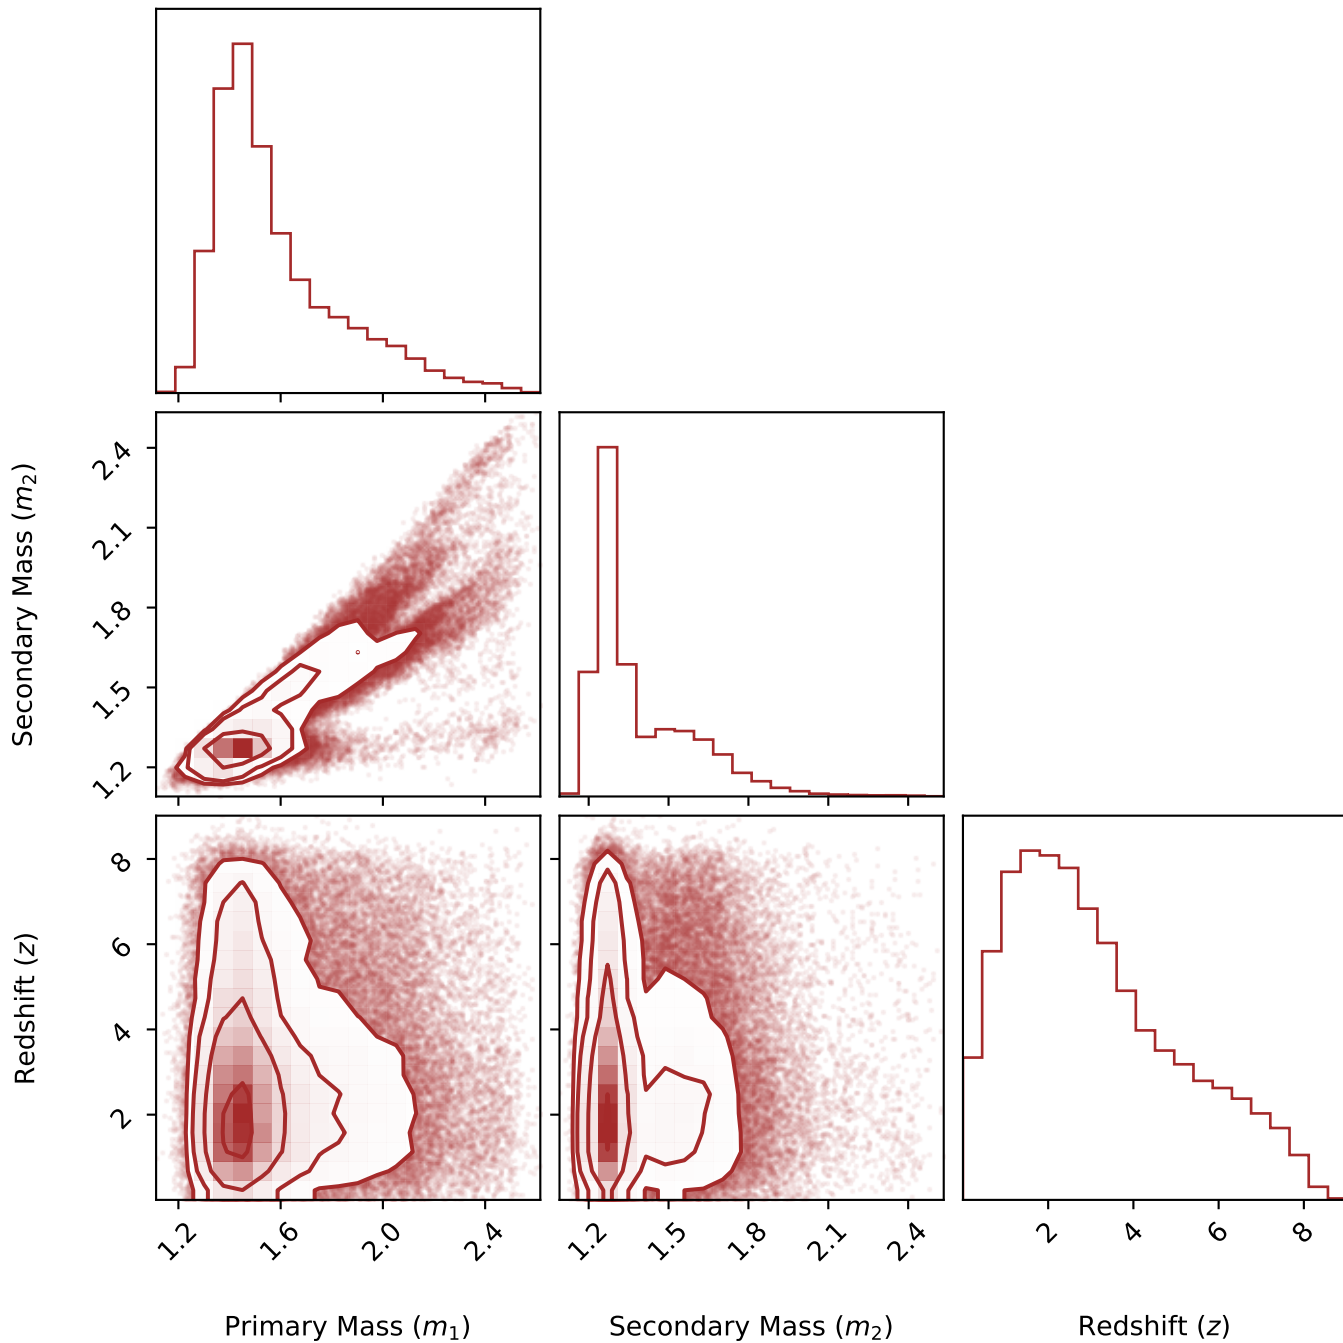 Secondary Mass (m₂)
2.4
2.1
1.8
1.5
1.2
Redshift (z)
8
6
4
2
1.2 1.6 2.0 2.4 1.2 1.5 1.8 2.1 2.4 2 4 6 8
Primary Mass (m₁) Secondary Mass (m₂) Redshift (z)